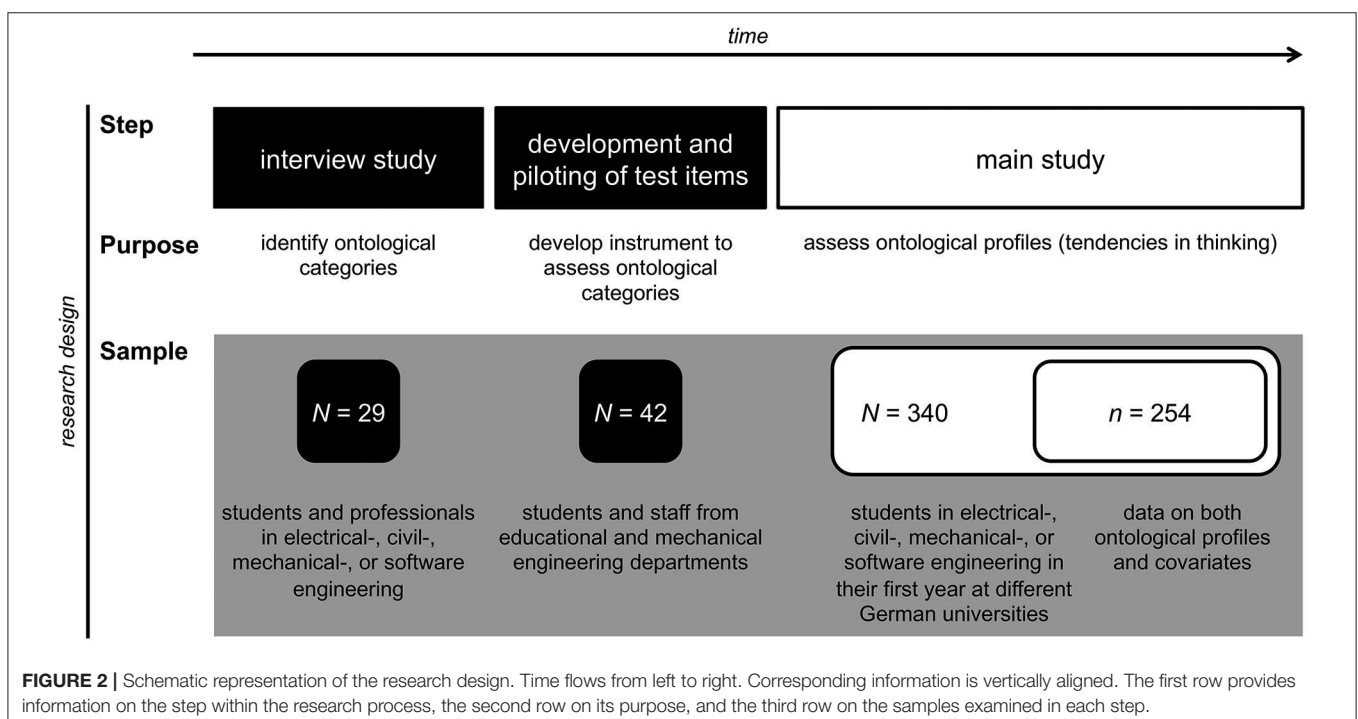 time
research design
Step
interview study
development and
piloting of test items
main study
Purpose
identify ontological
categories
develop instrument to
assess ontological
categories
assess ontological profiles (tendencies in thinking)
Sample
N = 29
N = 42
N = 340
n = 254
students and professionals
in electrical-, civil-,
mechanical-, or software
engineering
students and staff from
educational and mechanical
engineering departments
students in electrical-,
civil-, mechanical-, or
software engineering in
their first year at different
German universities
data on both
ontological profiles
and covariates
FIGURE 2 | Schematic representation of the research design. Time flows from left to right. Corresponding information is vertically aligned. The first row provides
information on the step within the research process, the second row on its purpose, and the third row on the samples examined in each step.